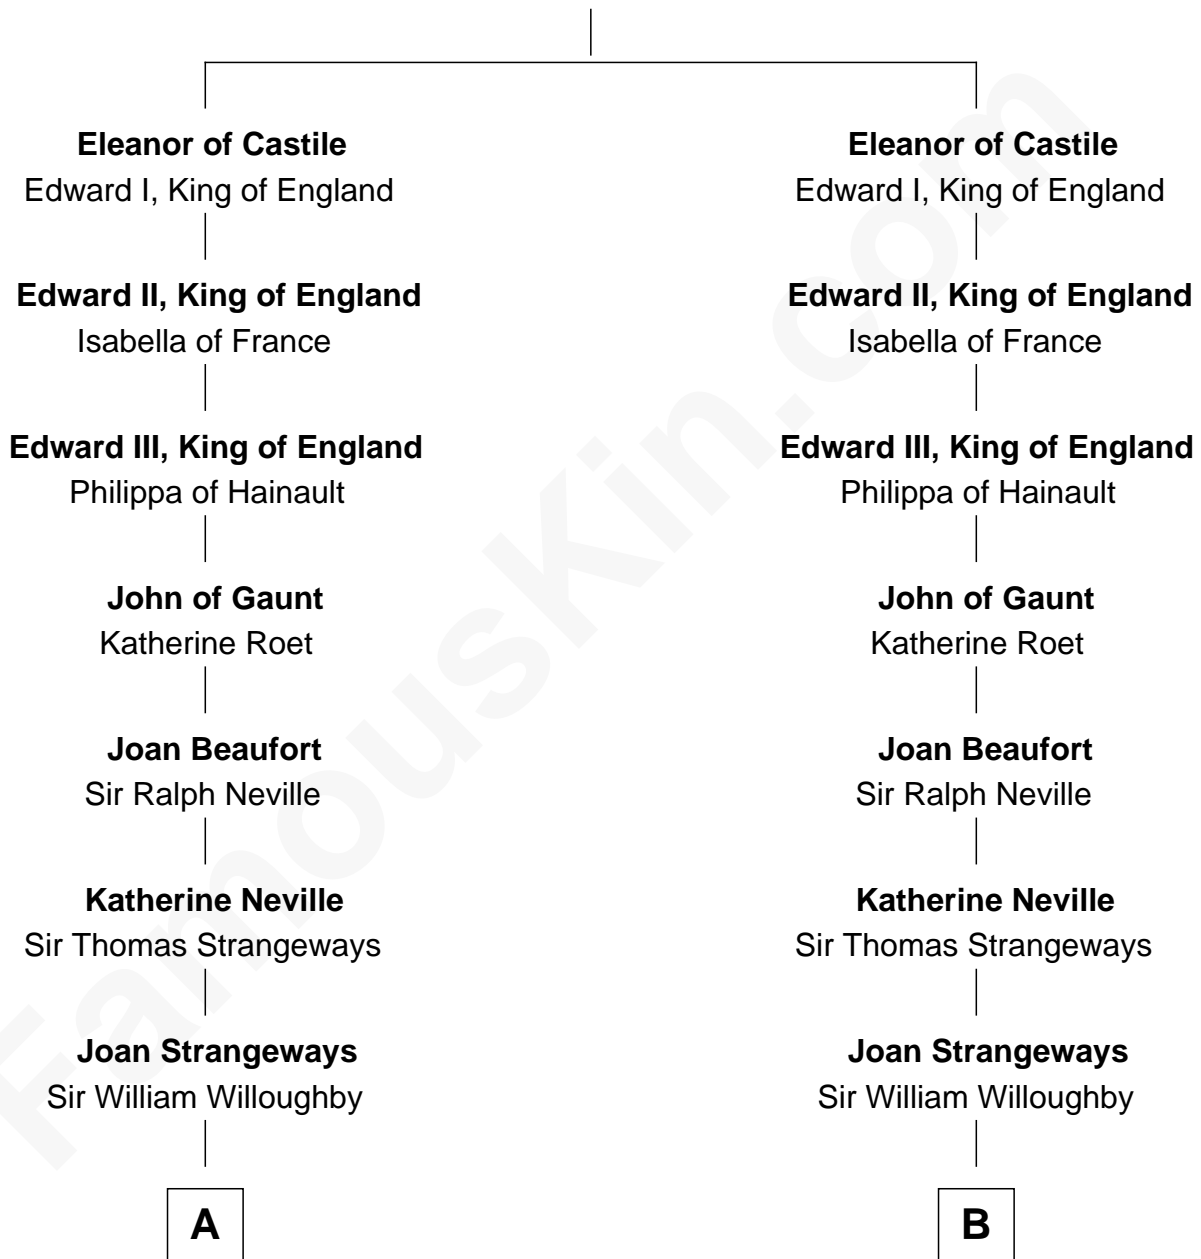 Eleanor of Castile
Edward I, King of England
Edward II, King of England
Isabella of France
Edward III, King of England
Philippa of Hainault
John of Gaunt
Katherine Roet
Joan Beaufort
Sir Ralph Neville
Katherine Neville
Sir Thomas Strangeways
Joan Strangeways
Sir William Willoughby
A
Eleanor of Castile
Edward I, King of England
Edward II, King of England
Isabella of France
Edward III, King of England
Philippa of Hainault
John of Gaunt
Katherine Roet
Joan Beaufort
Sir Ralph Neville
Katherine Neville
Sir Thomas Strangeways
Joan Strangeways
Sir William Willoughby
B
FamousKin.com